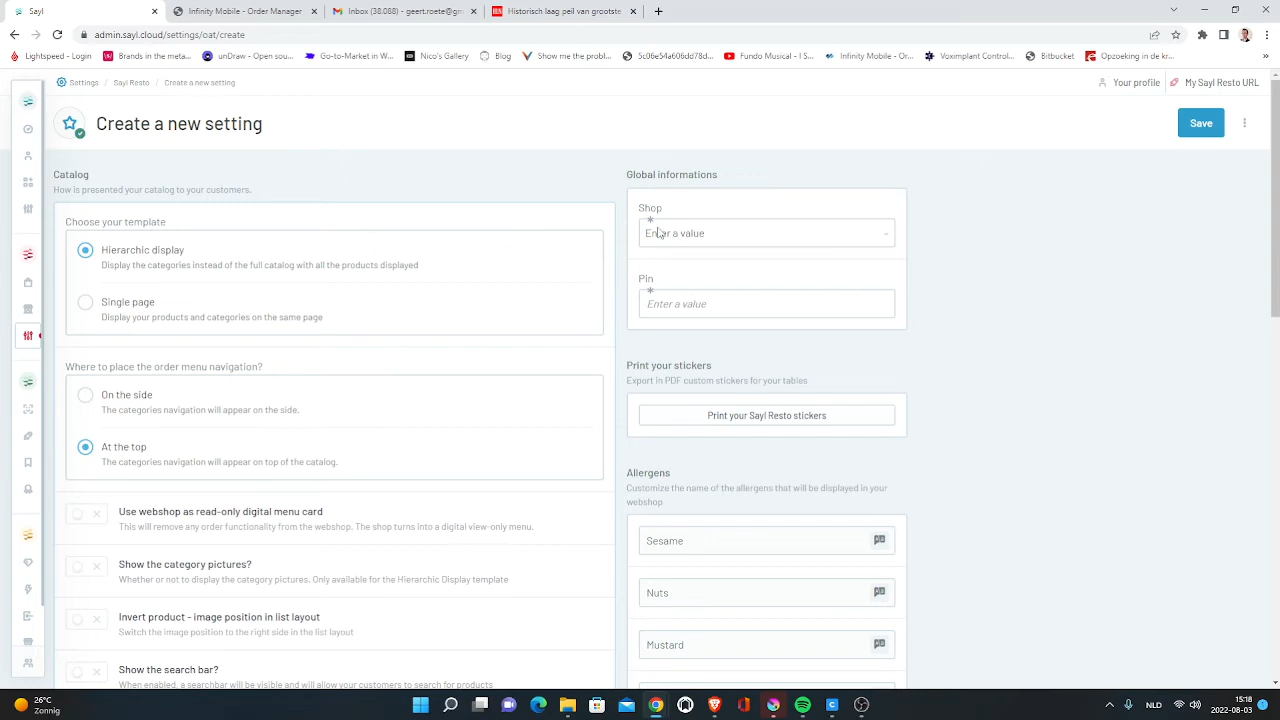 Sayl
Infinity Mobile - Order Manager
Inbox (38.088) - geert.roete@gm
Historisch laag peil van grootste
admin.sayl.cloud/settings/oat/create
Lightspeed - Login
Brands in the metav...
unDraw - Open sour...
Go-to-Market in W...
Nico's Gallery
Blog
Show me the probl...
5c06e54a606dd78d...
Fundo Musical - I S...
Infinity Mobile - Or...
Voximplant Connect...
Bitbucket
Opzoeking in de kr...
»
Settings / Sayl Resto / Create a new setting
Your profile
My Sayl Resto URL
Create a new setting
Save
Catalog
How is presented your catalog to your customers.
Choose your template
Hierarchic display
Display the categories instead of the full catalog with all the products displayed
Single page
Display your products and categories on the same page
Where to place the order menu navigation?
On the side
The categories navigation will appear on the side.
At the top
The categories navigation will appear on top of the catalog.
Use webshop as read-only digital menu card
This will remove any order functionality from the webshop. The shop turns into a digital view-only menu.
Show the category pictures?
Whether or not to display the category pictures. Only available for the Hierarchic Display template
Invert product - image position in list layout
Switch the image position to the right side in the list layout
Show the search bar?
When enabled, a searchbar will be visible and will allow your customers to search for products
Global informations
Shop
*
Enter a value
Pin
*
Enter a value
Print your stickers
Export in PDF custom stickers for your tables
Print your Sayl Resto stickers
Allergens
Customize the name of the allergens that will be displayed in your
webshop
Sesame
Nuts
Mustard
26°C
Zonnig
NLD
15:18
2022-08-03